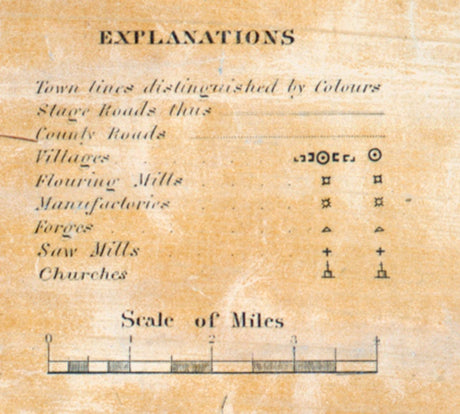 EXPLANATIONS
Town lines distinguished by Colours
Stage Roads thus
County Roads
Villages
Flouring Mills
Manufactories
Forges
Saw Mills
Churches
Scale of Miles
0 1 2 3 4